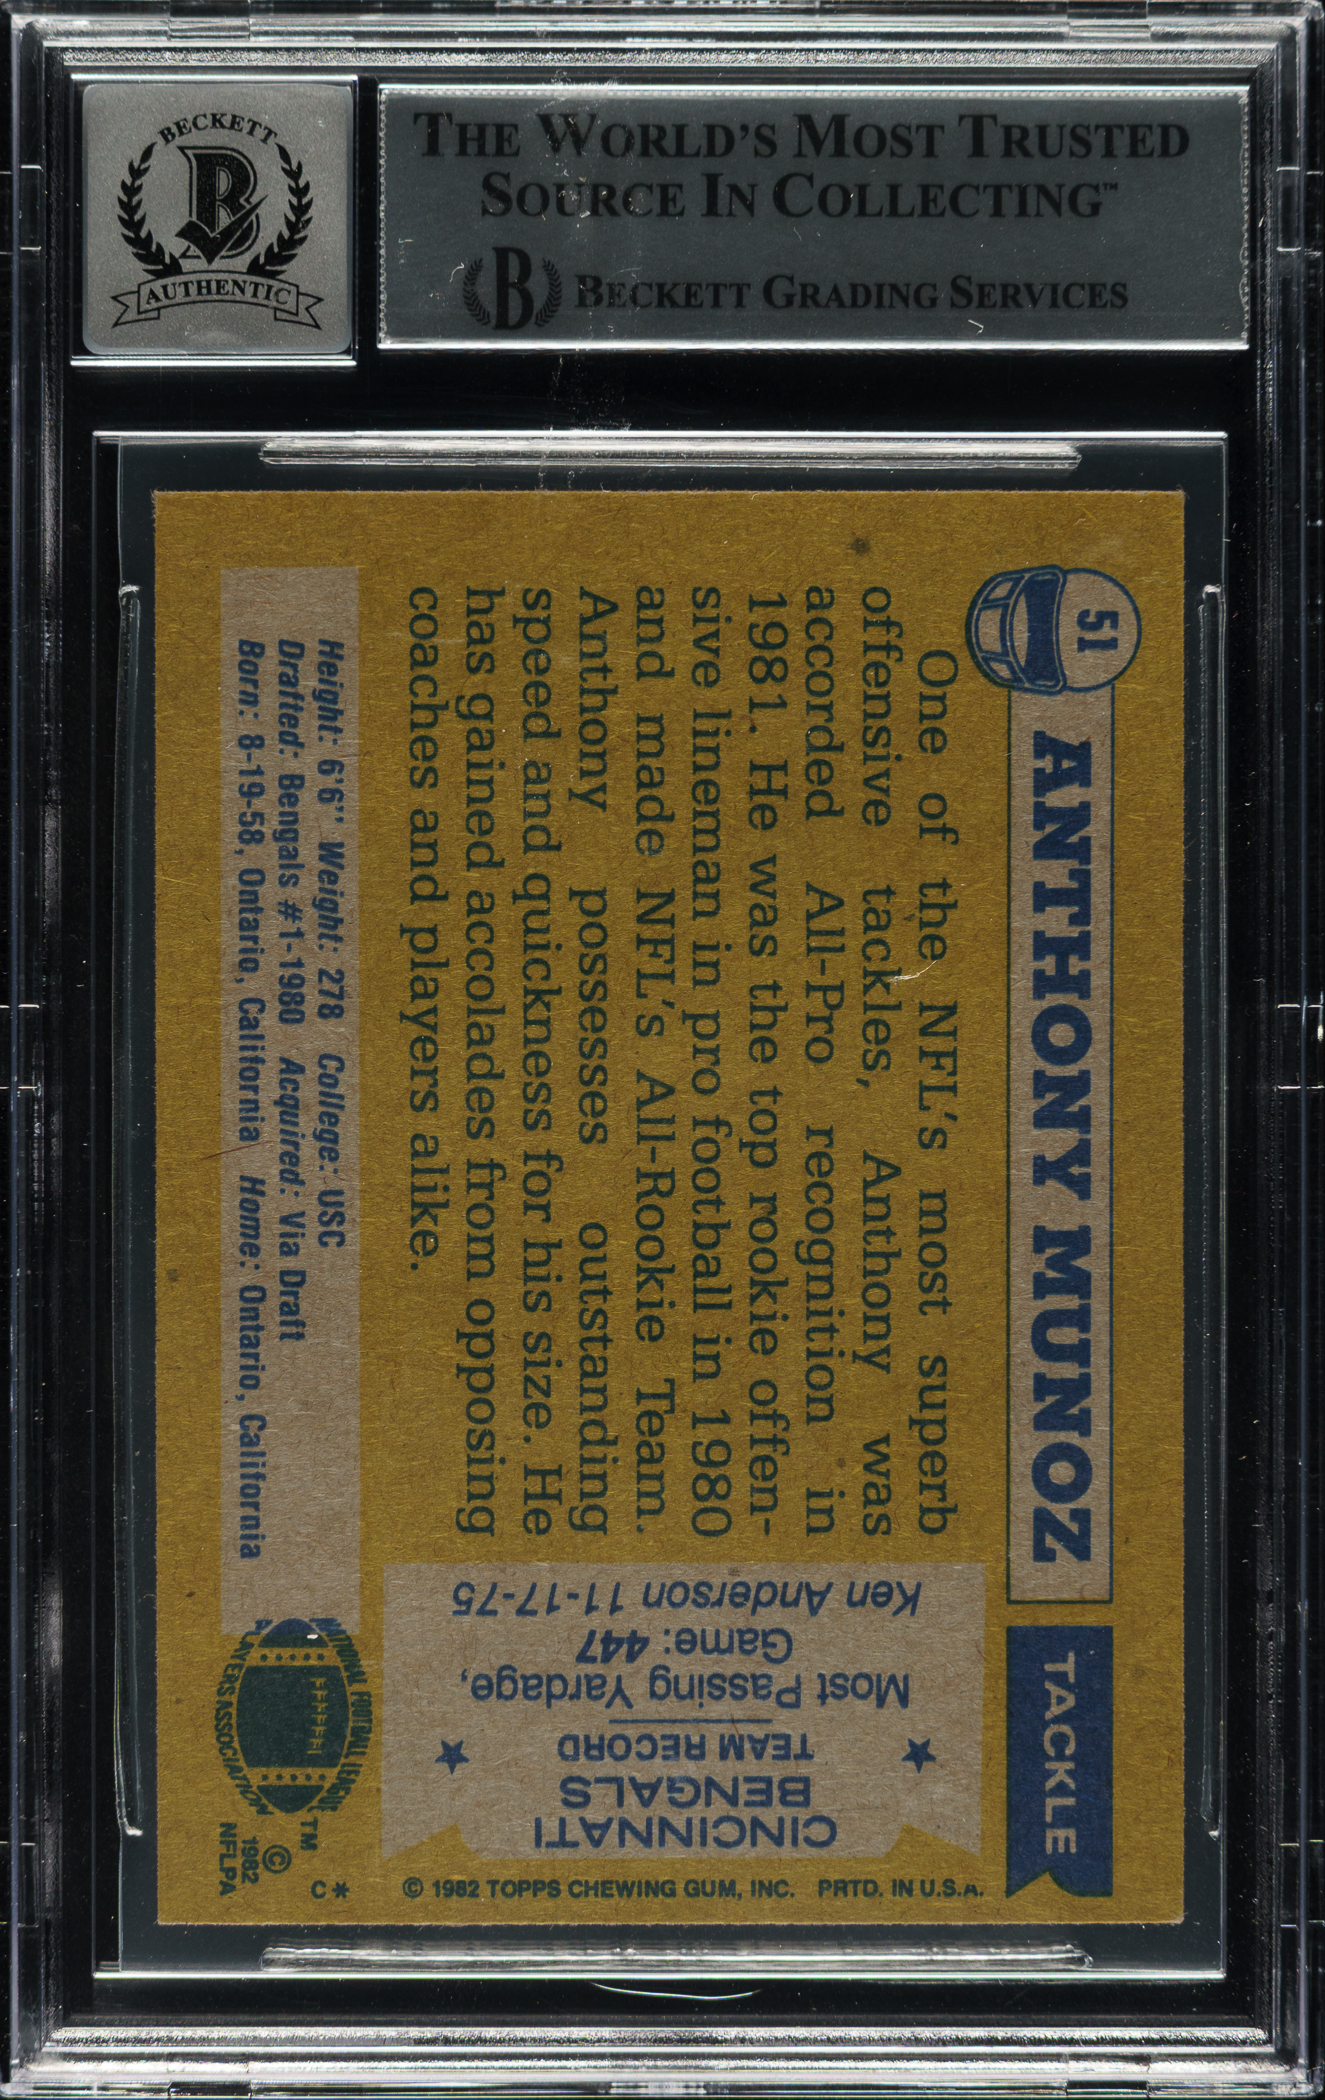 BECKETT
B
AUTHENTIC
THE WORLD'S MOST TRUSTED
SOURCE IN COLLECTING™
B BECKETT GRADING SERVICES
51
ANTHONY MUNOZ
TACKLE
One of the NFL's most superb
offensive tackles, Anthony was
accorded All-Pro recognition in
1981. He was the top rookie offen-
sive lineman in pro football in 1980
and made NFL's All-Rookie Team.
Anthony possesses outstanding
speed and quickness for his size. He
has gained accolades from opposing
coaches and players alike.
Height: 6'6" Weight: 278 College: USC
Drafted: Bengals #1-1980 Acquired: Via Draft
Born: 8-19-58, Ontario, California Home: Ontario, California
CINCINNATI
BENGALS
TEAM RECORD
Most Passing Yardage,
Game: 447
Ken Anderson 11-17-75
NATIONAL FOOTBALL LEAGUE
PLAYERS ASSOCIATION
TM
©
1982
NFLPA
C*
© 1982 TOPPS CHEWING GUM, INC. PRTD. IN U.S.A.